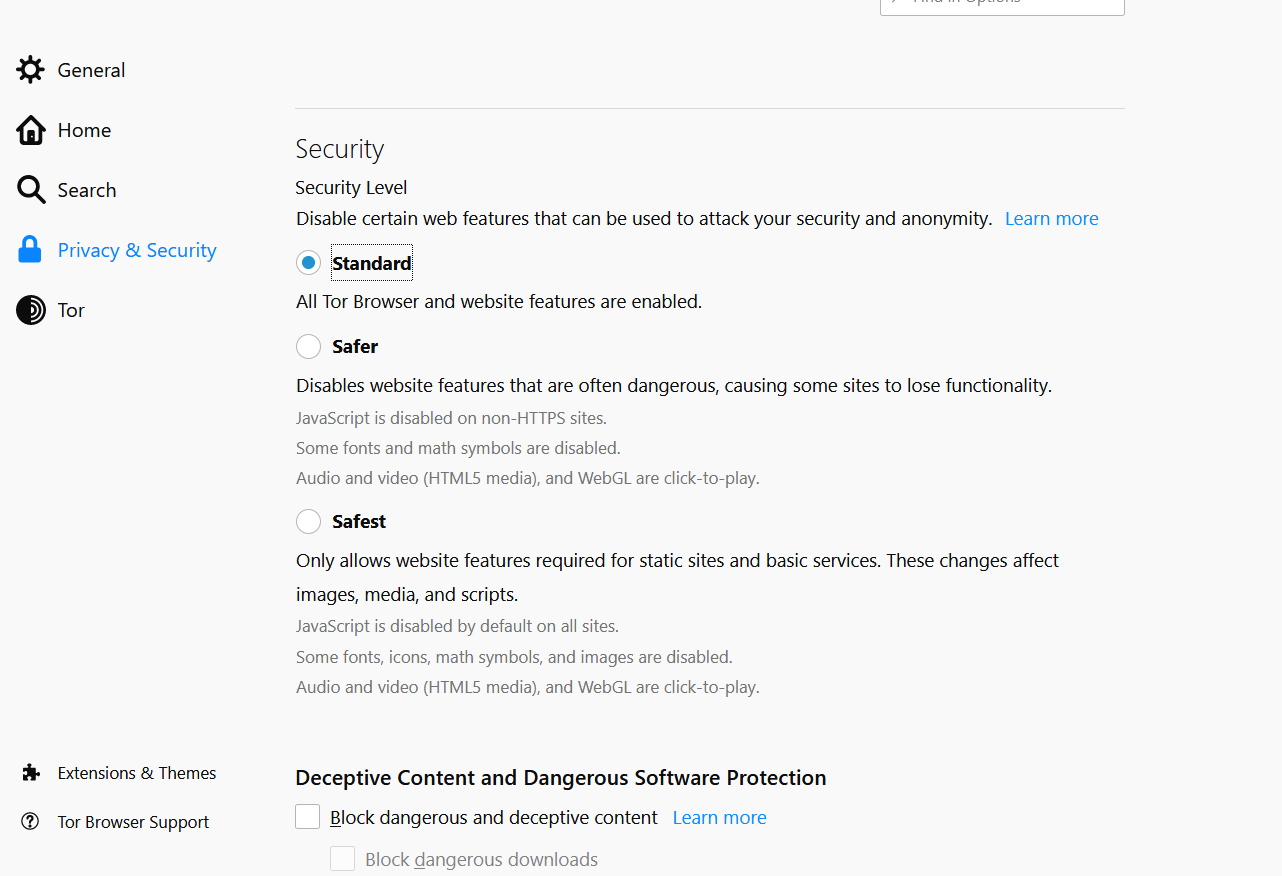 Find in Options
General
Home
Search
Privacy & Security
Tor
Extensions & Themes
Tor Browser Support
Security
Security Level
Disable certain web features that can be used to attack your security and anonymity. Learn more
Standard
All Tor Browser and website features are enabled.
Safer
Disables website features that are often dangerous, causing some sites to lose functionality.
JavaScript is disabled on non-HTTPS sites.
Some fonts and math symbols are disabled.
Audio and video (HTML5 media), and WebGL are click-to-play.
Safest
Only allows website features required for static sites and basic services. These changes affect
images, media, and scripts.
JavaScript is disabled by default on all sites.
Some fonts, icons, math symbols, and images are disabled.
Audio and video (HTML5 media), and WebGL are click-to-play.
Deceptive Content and Dangerous Software Protection
Block dangerous and deceptive content Learn more
Block dangerous downloads